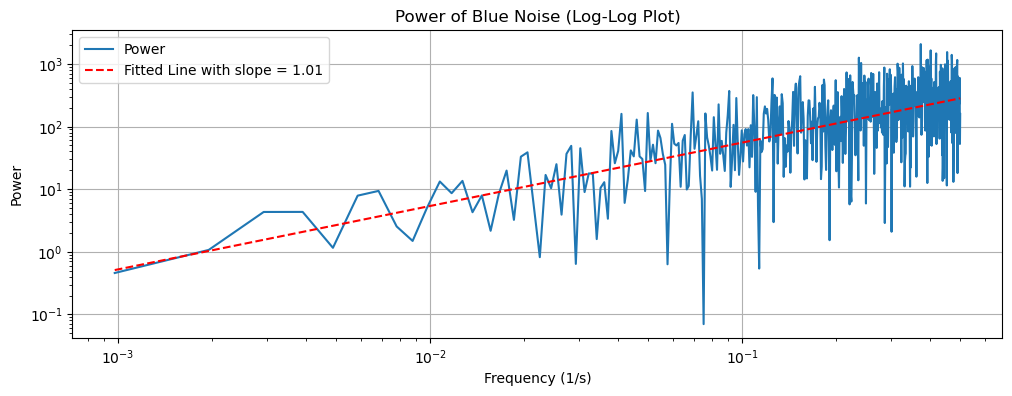 Power of Blue Noise (Log-Log Plot)
Power
Fitted Line with slope = 1.01
Power
10³
10²
10¹
10⁰
10⁻¹
10⁻³
10⁻²
10⁻¹
Frequency (1/s)